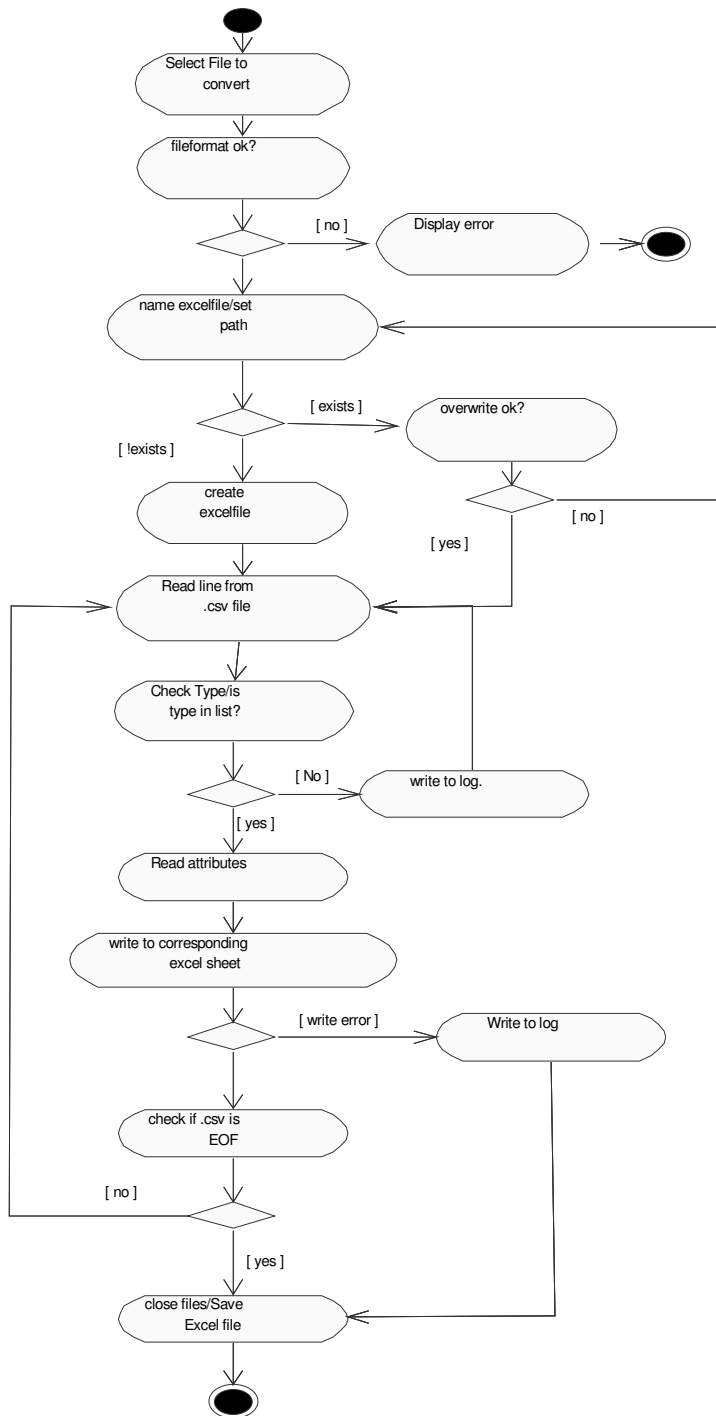 Select File to
convert
fileformat ok?
[ no ]
Display error
name excelfile/set
path
[ exists ]
overwrite ok?
[ !exists ]
create
excelfile
[ no ]
[ yes ]
Read line from
.csv file
Check Type/is
type in list?
[ No ]
write to log.
[ yes ]
Read attributes
write to corresponding
excel sheet
[ write error ]
Write to log
check if .csv is
EOF
[ no ]
[ yes ]
close files/Save
Excel file